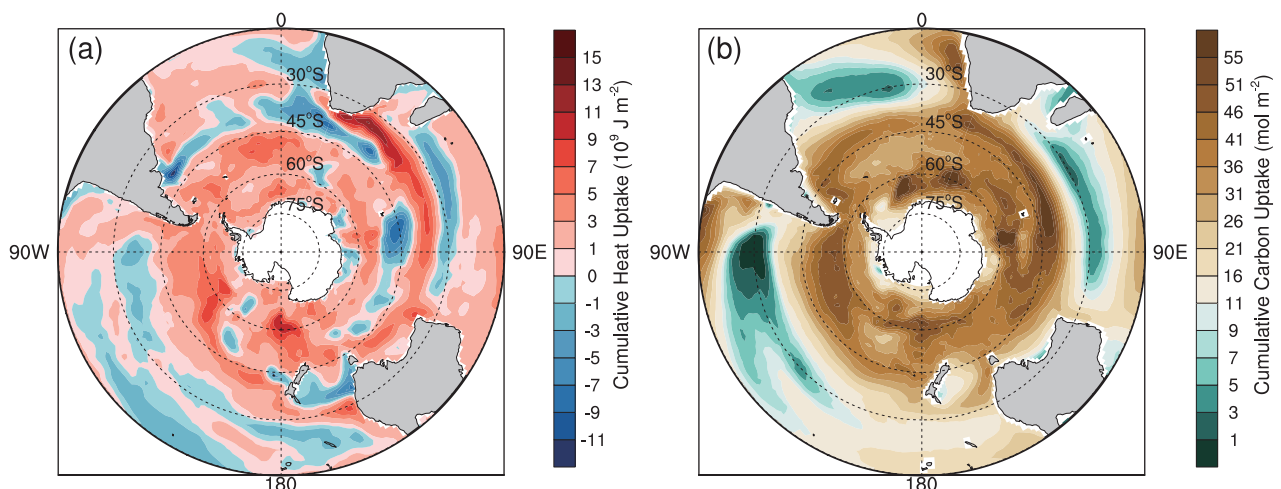 (a)
0
30°S
45°S
60°S
75°S
90W
90E
180
15
13
11
9
7
5
3
1
0
-1
-3
-5
-7
-9
-11
Cumulative Heat Uptake (10⁹ J m⁻²)
(b)
0
30°S
45°S
60°S
75°S
90W
90E
180
55
51
46
41
36
31
26
21
16
11
9
7
5
3
1
Cumulative Carbon Uptake (mol m⁻²)